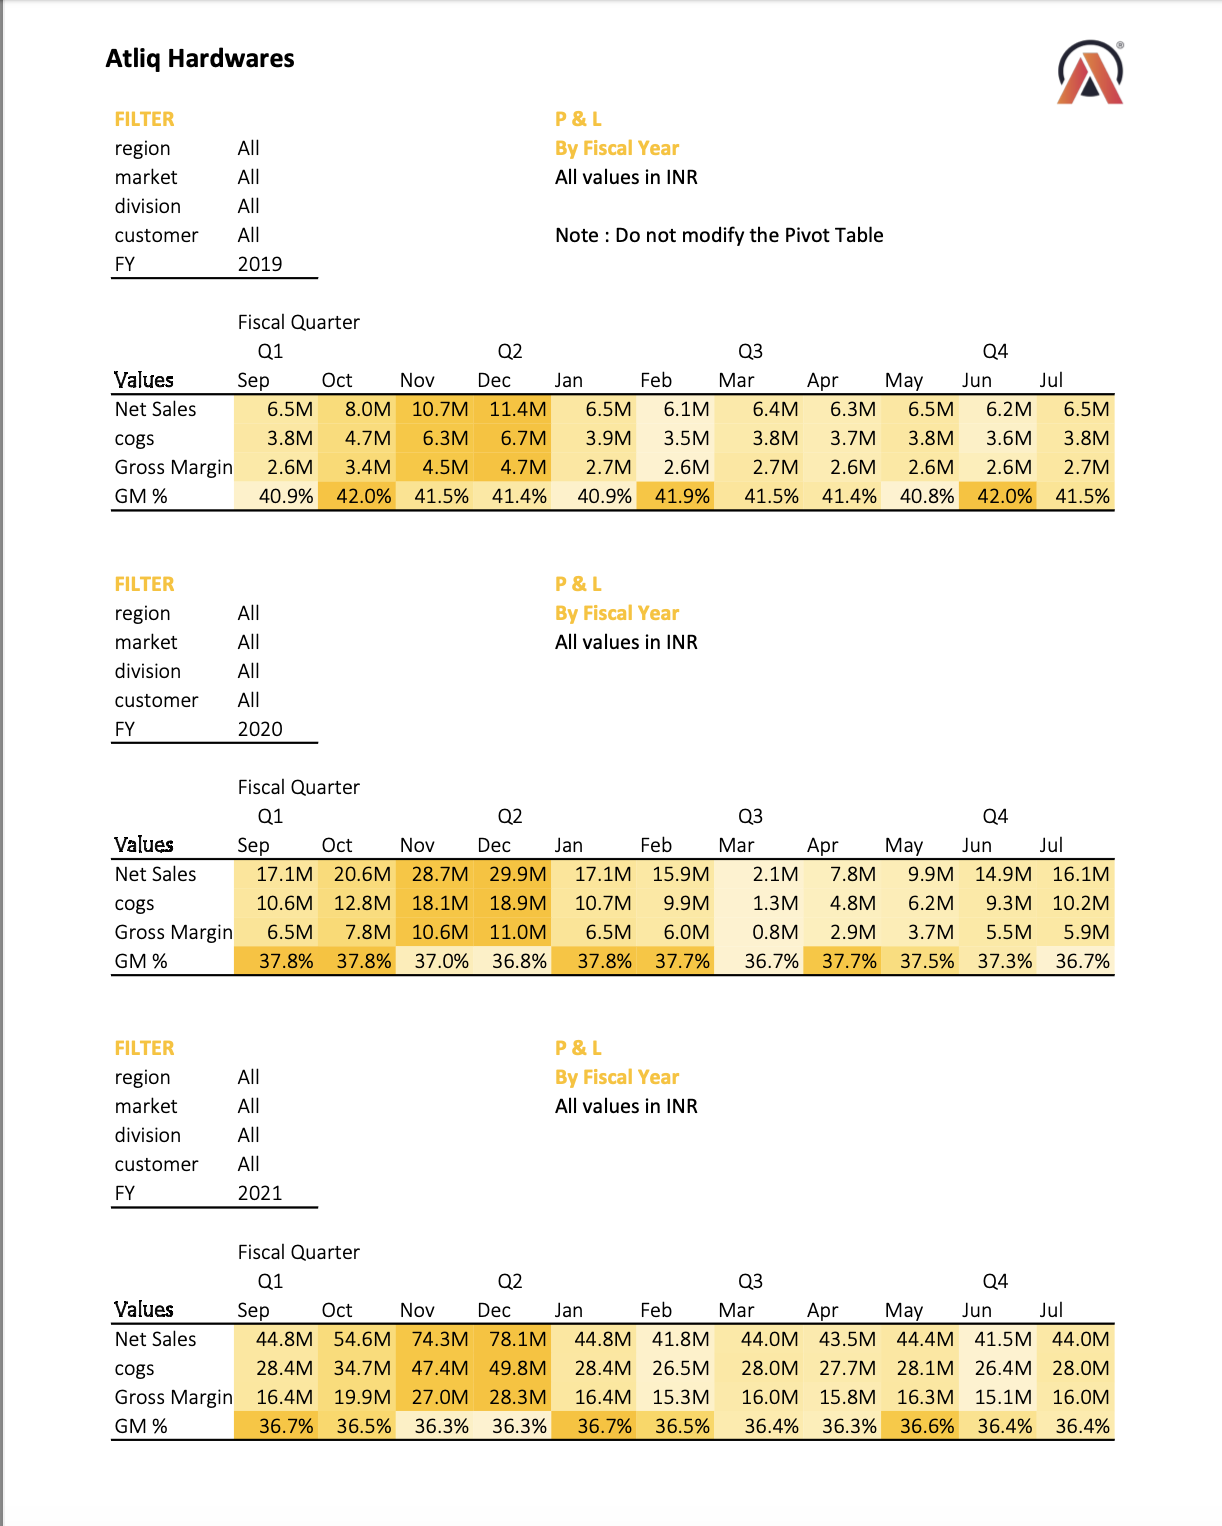 Atliq Hardwares
®
FILTER P & L
region All By Fiscal Year
market All All values in INR
division All
customer All Note : Do not modify the Pivot Table
FY 2019
Fiscal Quarter
Q1 Q2 Q3 Q4
Values Sep Oct Nov Dec Jan Feb Mar Apr May Jun Jul
Net Sales 6.5M 8.0M 10.7M 11.4M 6.5M 6.1M 6.4M 6.3M 6.5M 6.2M 6.5M
cogs 3.8M 4.7M 6.3M 6.7M 3.9M 3.5M 3.8M 3.7M 3.8M 3.6M 3.8M
Gross Margin 2.6M 3.4M 4.5M 4.7M 2.7M 2.6M 2.7M 2.6M 2.6M 2.6M 2.7M
GM % 40.9% 42.0% 41.5% 41.4% 40.9% 41.9% 41.5% 41.4% 40.8% 42.0% 41.5%
FILTER P & L
region All By Fiscal Year
market All All values in INR
division All
customer All
FY 2020
Fiscal Quarter
Q1 Q2 Q3 Q4
Values Sep Oct Nov Dec Jan Feb Mar Apr May Jun Jul
Net Sales 17.1M 20.6M 28.7M 29.9M 17.1M 15.9M 2.1M 7.8M 9.9M 14.9M 16.1M
cogs 10.6M 12.8M 18.1M 18.9M 10.7M 9.9M 1.3M 4.8M 6.2M 9.3M 10.2M
Gross Margin 6.5M 7.8M 10.6M 11.0M 6.5M 6.0M 0.8M 2.9M 3.7M 5.5M 5.9M
GM % 37.8% 37.8% 37.0% 36.8% 37.8% 37.7% 36.7% 37.7% 37.5% 37.3% 36.7%
FILTER P & L
region All By Fiscal Year
market All All values in INR
division All
customer All
FY 2021
Fiscal Quarter
Q1 Q2 Q3 Q4
Values Sep Oct Nov Dec Jan Feb Mar Apr May Jun Jul
Net Sales 44.8M 54.6M 74.3M 78.1M 44.8M 41.8M 44.0M 43.5M 44.4M 41.5M 44.0M
cogs 28.4M 34.7M 47.4M 49.8M 28.4M 26.5M 28.0M 27.7M 28.1M 26.4M 28.0M
Gross Margin 16.4M 19.9M 27.0M 28.3M 16.4M 15.3M 16.0M 15.8M 16.3M 15.1M 16.0M
GM % 36.7% 36.5% 36.3% 36.3% 36.7% 36.5% 36.4% 36.3% 36.6% 36.4% 36.4%